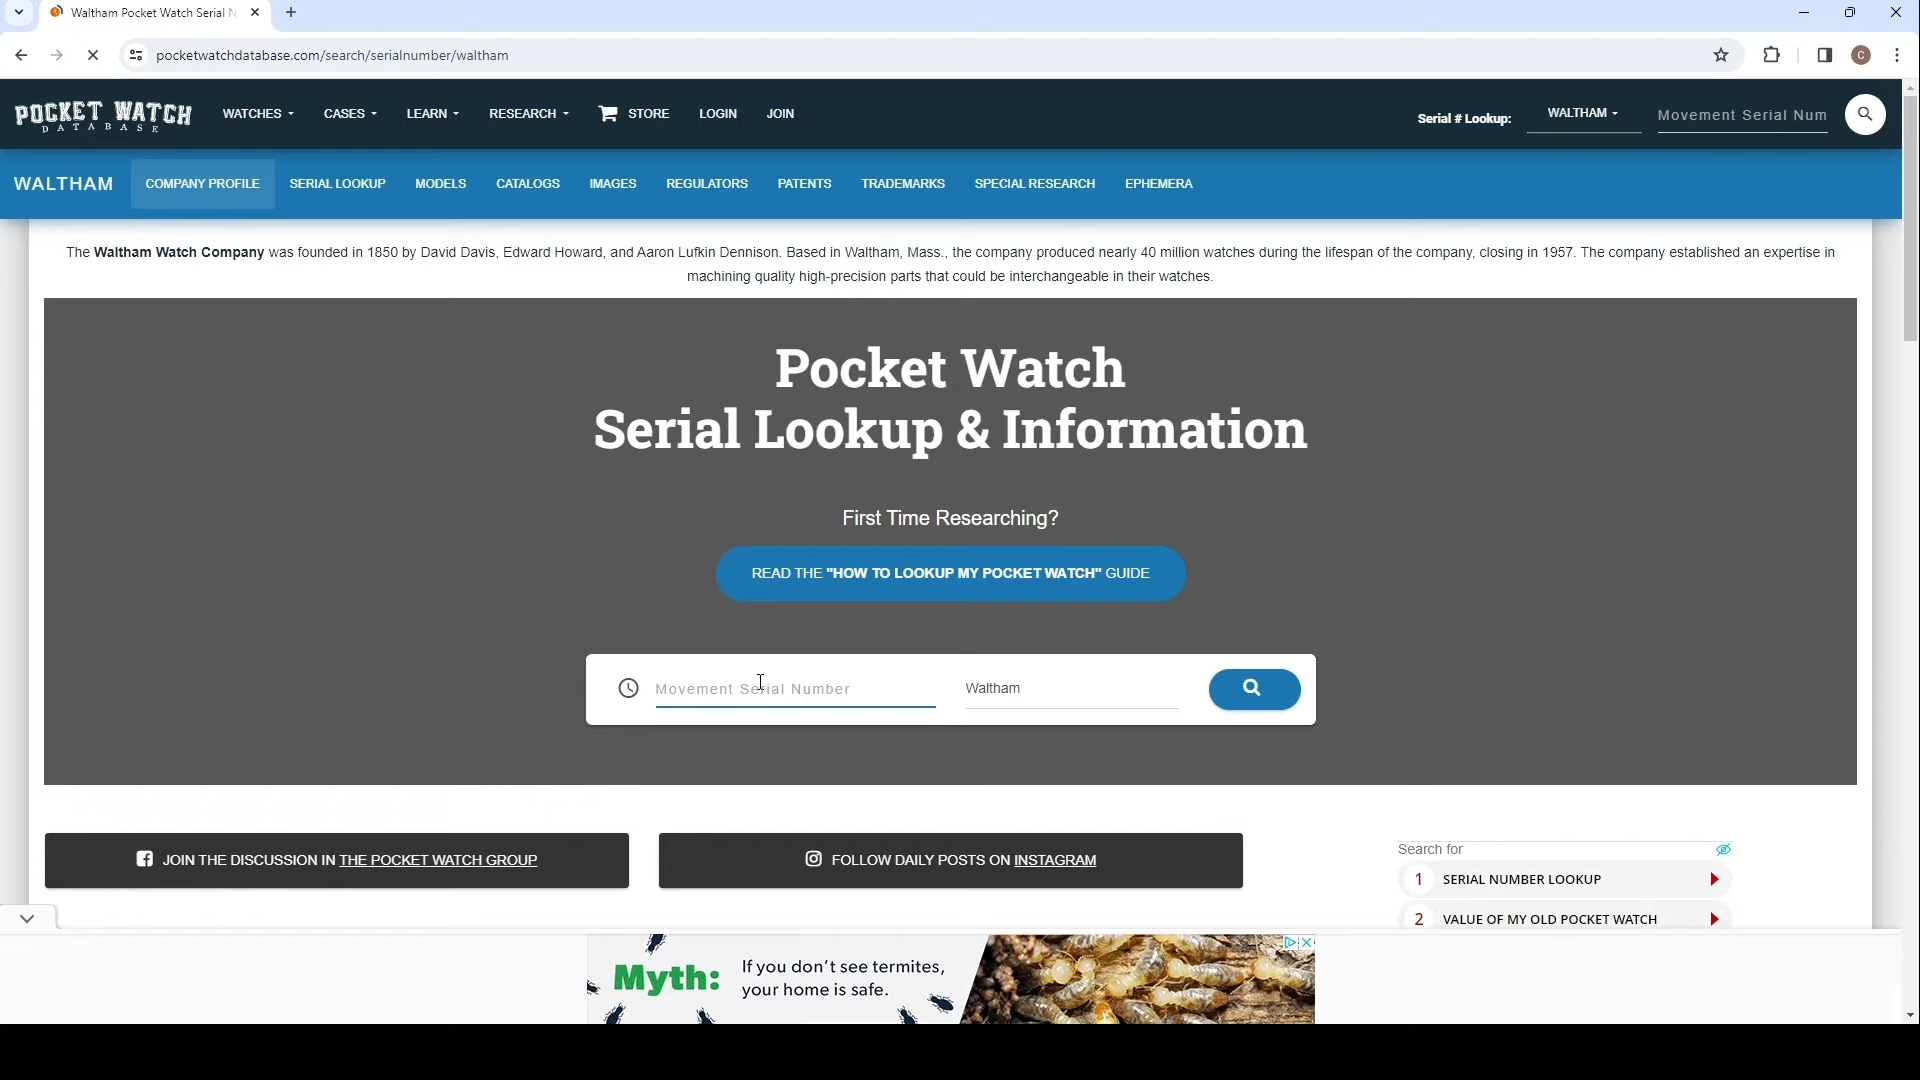 Waltham Pocket Watch Serial N
pocketwatchdatabase.com/search/serialnumber/waltham
C
POCKET WATCH
DATABASE
WATCHES
CASES
LEARN
RESEARCH
STORE
LOGIN
JOIN
Serial # Lookup:
WALTHAM
Movement Serial Num
WALTHAM
COMPANY PROFILE
SERIAL LOOKUP
MODELS
CATALOGS
IMAGES
REGULATORS
PATENTS
TRADEMARKS
SPECIAL RESEARCH
EPHEMERA
The Waltham Watch Company was founded in 1850 by David Davis, Edward Howard, and Aaron Lufkin Dennison. Based in Waltham, Mass., the company produced nearly 40 million watches during the lifespan of the company, closing in 1957. The company established an expertise in
machining quality high-precision parts that could be interchangeable in their watches.
Pocket Watch
Serial Lookup & Information
First Time Researching?
READ THE "HOW TO LOOKUP MY POCKET WATCH" GUIDE
Movement Serial Number
Waltham
JOIN THE DISCUSSION IN THE POCKET WATCH GROUP
FOLLOW DAILY POSTS ON INSTAGRAM
Search for
1 SERIAL NUMBER LOOKUP
2 VALUE OF MY OLD POCKET WATCH
Myth:
If you don't see termites,
your home is safe.